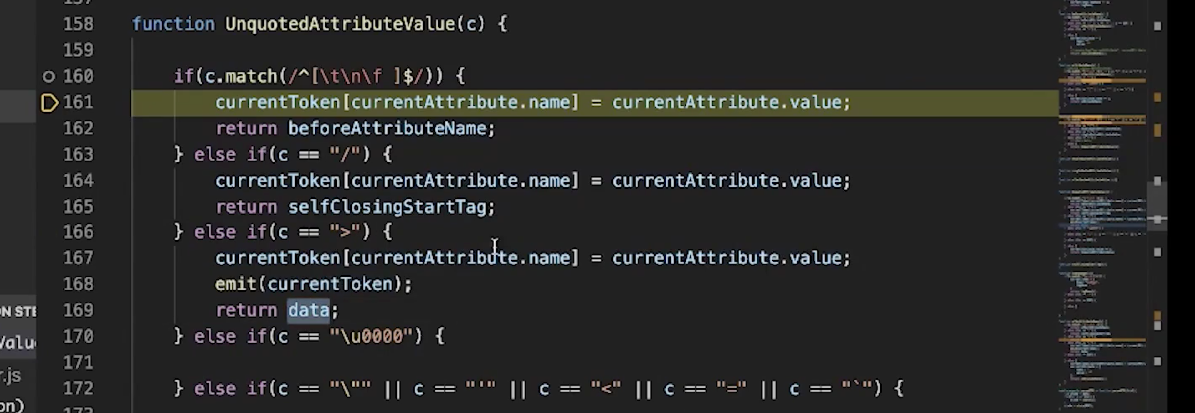 158 function UnquotedAttributeValue(c) {
159
160 if(c.match(/^[\t\n\f ]$/)) {
161 currentToken[currentAttribute.name] = currentAttribute.value;
162 return beforeAttributeName;
163 } else if(c == "/") {
164 currentToken[currentAttribute.name] = currentAttribute.value;
165 return selfClosingStartTag;
166 } else if(c == ">") {
167 currentToken[currentAttribute.name] = currentAttribute.value;
168 emit(currentToken);
ON STE
169 return data;
170 } else if(c == "\u0000") {
Value
171
.js
172 } else if(c == "\"" || c == "'" || c == "<" || c == "=" || c == "`") {
on)